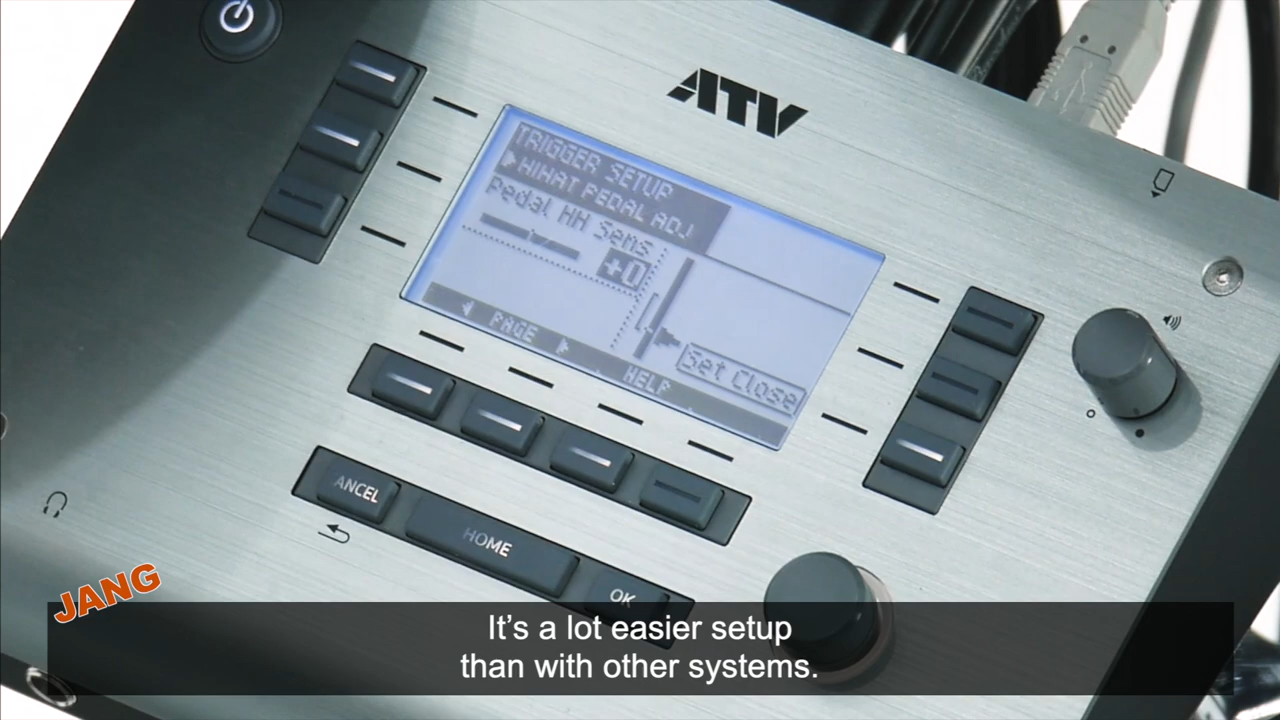 ATV
TRIGGER SETUP
▶HIHAT PEDAL ADJ
Pedal HH Sens
+0
◀ PAGE ▶
HELP
Set Close
ANCEL
HOME
OK
JANG
It’s a lot easier setup
than with other systems.